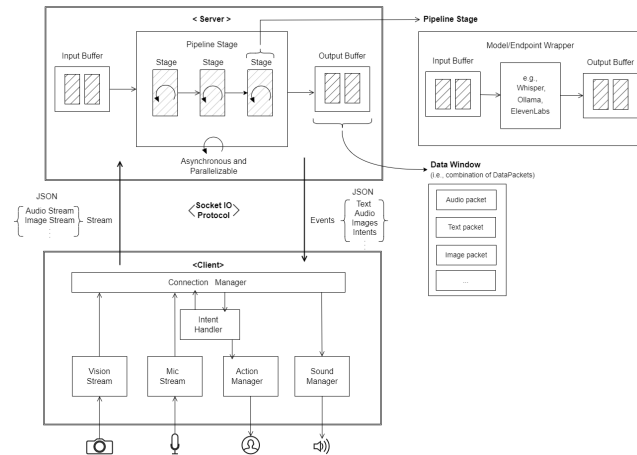 < Server >
Pipeline Stage
Input Buffer
Stage
Stage
Stage
Output Buffer
Asynchronous and
Parallelizable
Pipeline Stage
Model/Endpoint Wrapper
Input Buffer
e.g.,
Whisper,
Ollama,
ElevenLabs
Output Buffer
Data Window
(i.e., combination of DataPackets)
Audio packet
Text packet
Image packet
...
JSON
Audio Stream
Image Stream
Stream
Socket IO
Protocol
Events
JSON
Text
Audio
Images
Intents
<Client>
Connection Manager
Intent
Handler
Vision
Stream
Mic
Stream
Action
Manager
Sound
Manager